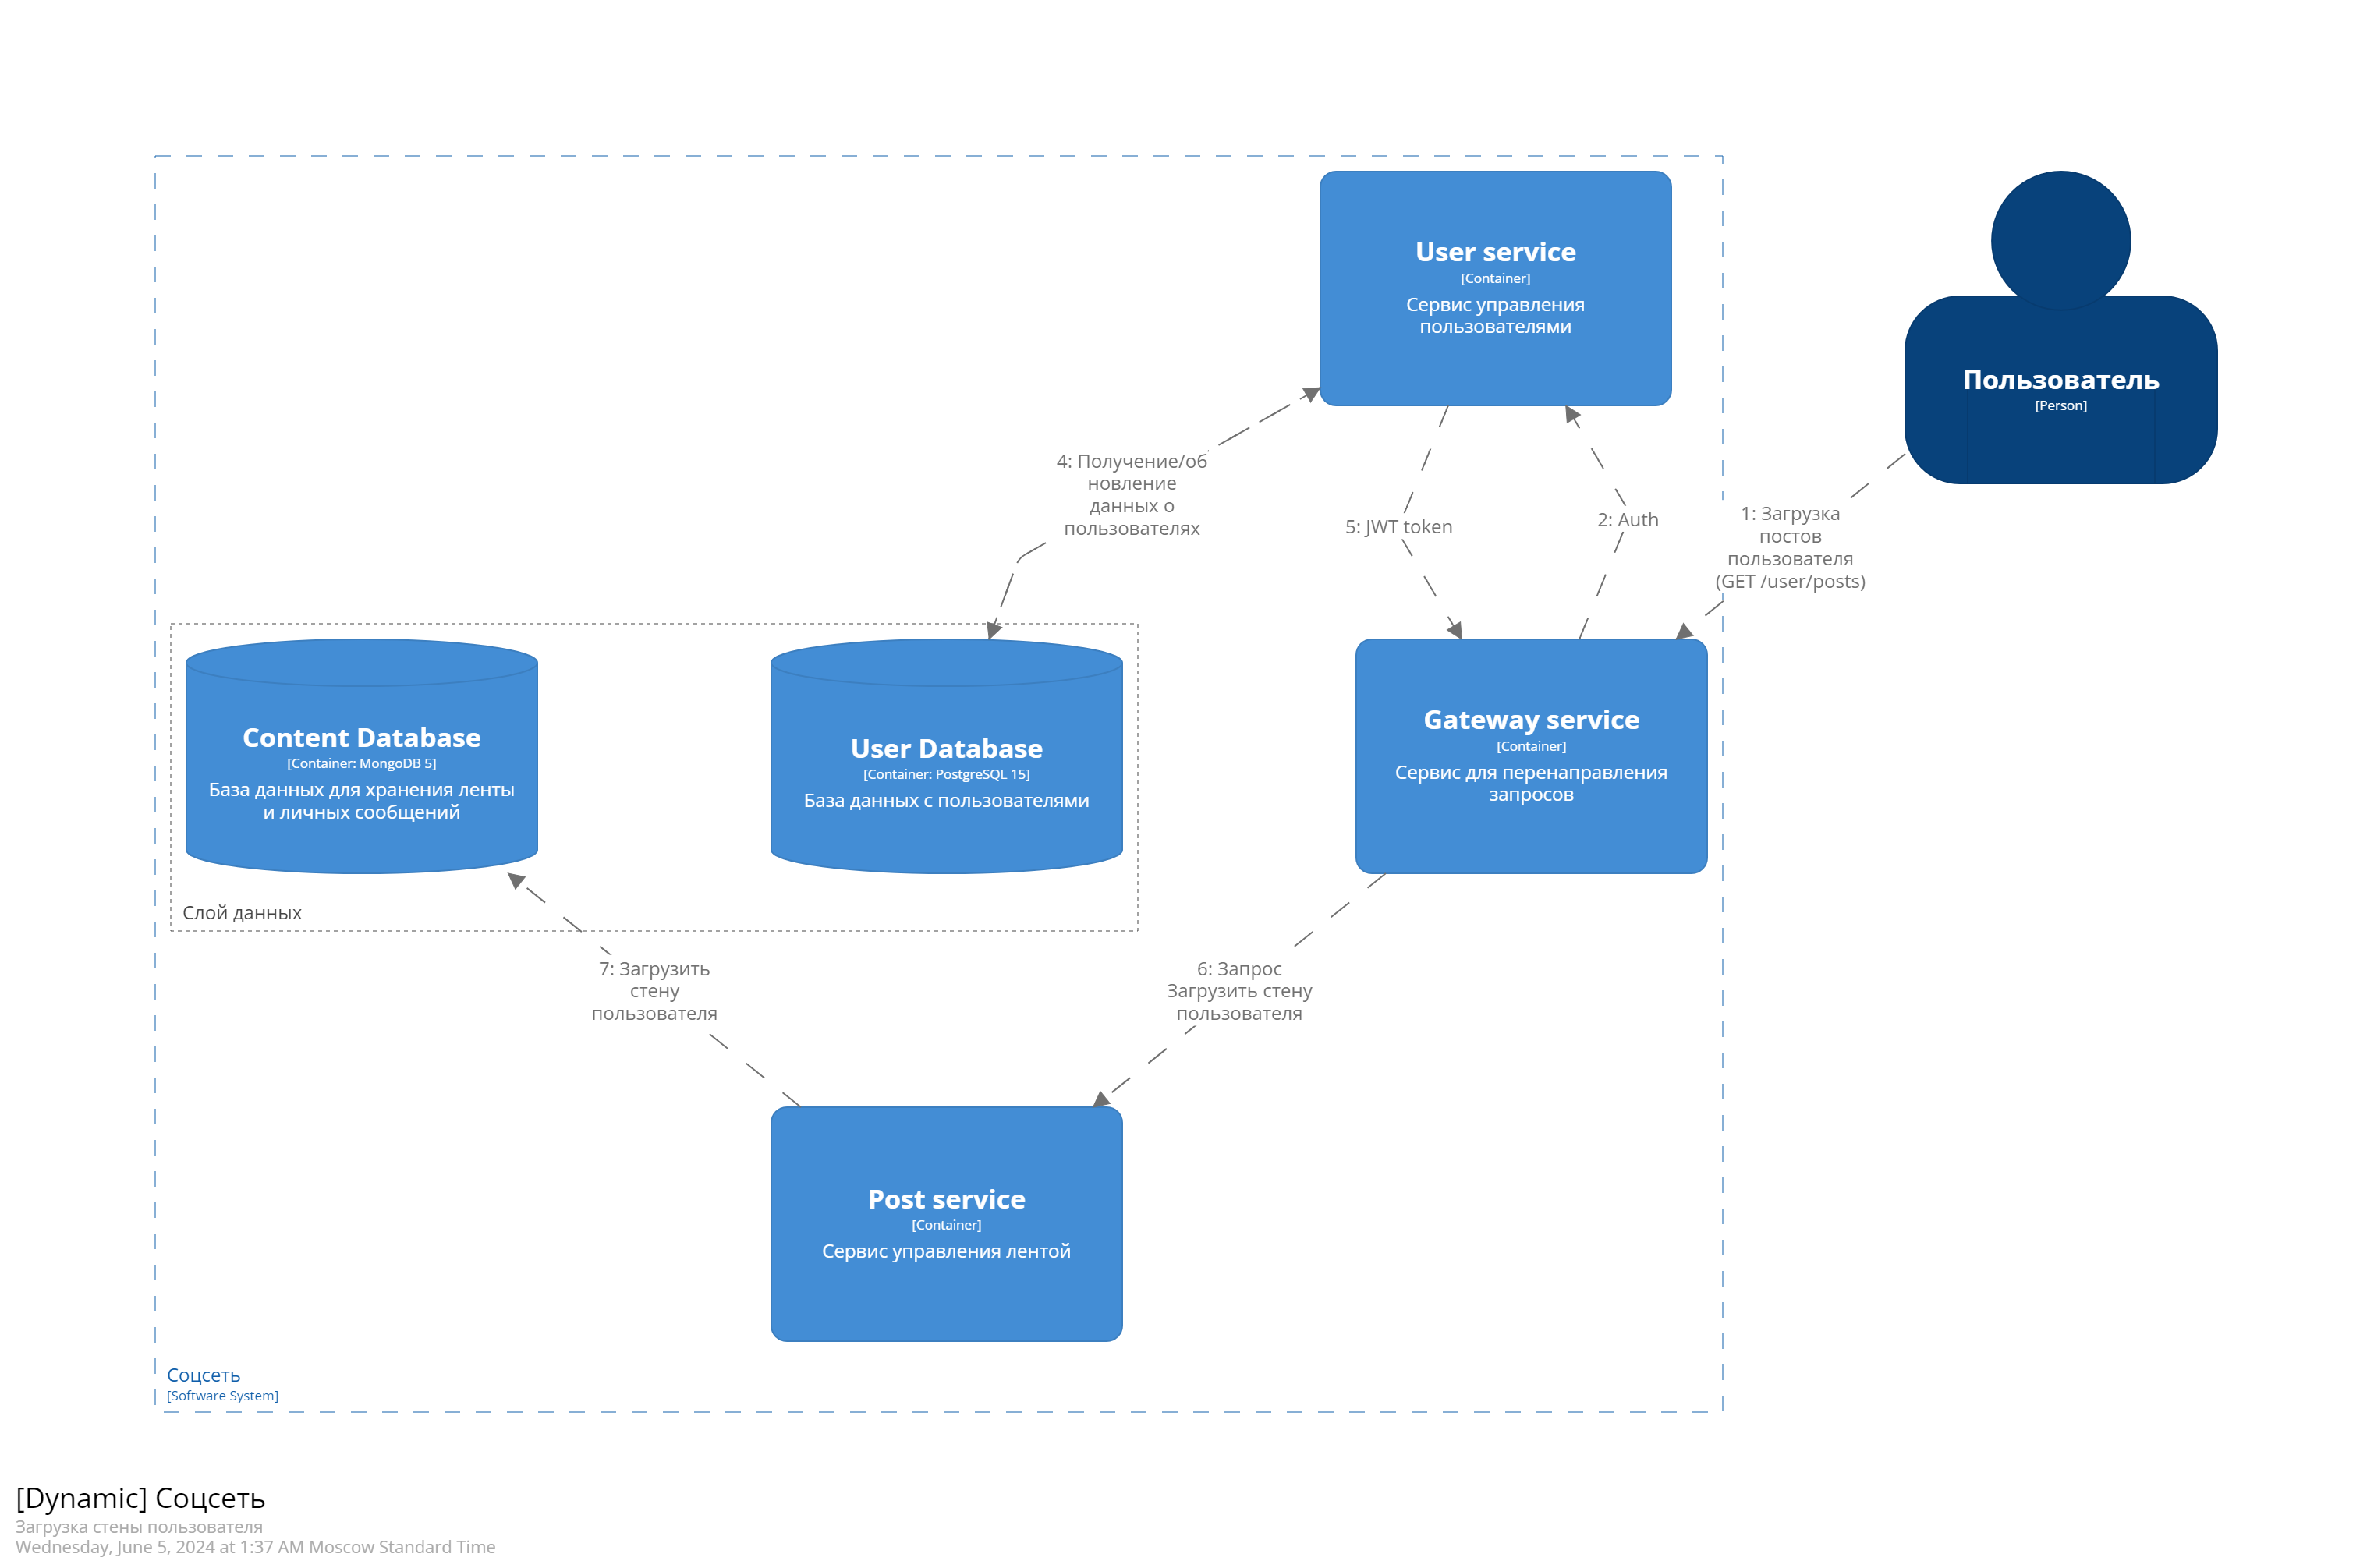 User service
[Container]
Сервис управления
пользователями
Пользователь
[Person]
4: Получение/об
новление
данных о
пользователях
5: JWT token
2: Auth
1: Загрузка
постов
пользователя
(GET /user/posts)
Content Database
[Container: MongoDB 5]
База данных для хранения ленты
и личных сообщений
User Database
[Container: PostgreSQL 15]
База данных с пользователями
Gateway service
[Container]
Сервис для перенаправления
запросов
Слой данных
7: Загрузить
стену
пользователя
6: Запрос
Загрузить стену
пользователя
Post service
[Container]
Сервис управления лентой
Соцсеть
[Software System]
[Dynamic] Соцсеть
Загрузка стены пользователя
Wednesday, June 5, 2024 at 1:37 AM Moscow Standard Time